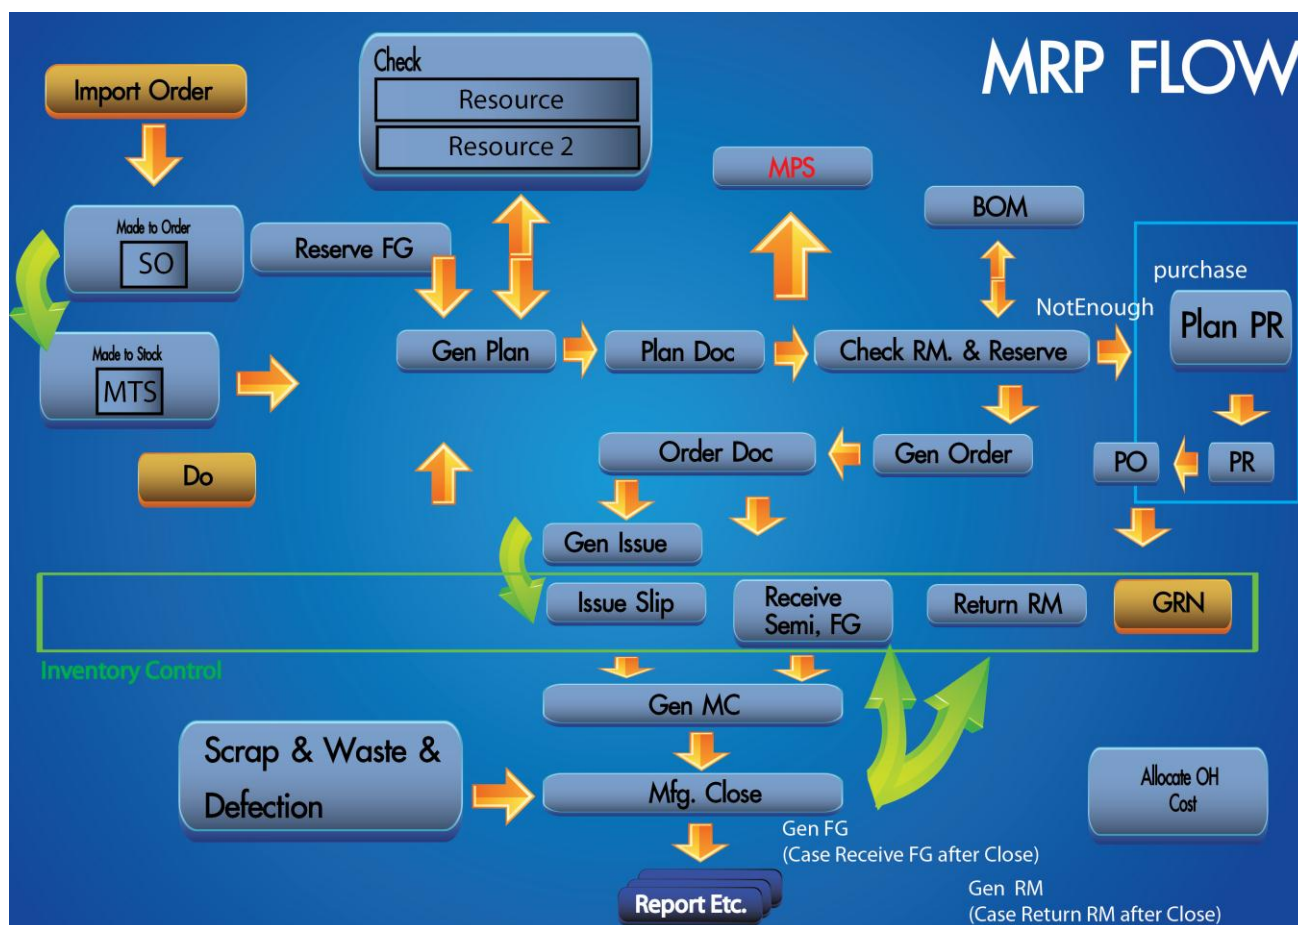 MRP FLOW
Import Order
Check
Resource
Resource 2
MPS
BOM
Made to Order
SO
Reserve FG
purchase
NotEnough
Plan PR
Made to Stock
MTS
Gen Plan
Plan Doc
Check RM. & Reserve
Do
Order Doc
Gen Order
PO
PR
Gen Issue
Issue Slip
Receive
Semi, FG
Return RM
GRN
Inventory Control
Gen MC
Scrap & Waste &
Defection
Mfg. Close
Allocate OH
Cost
Gen FG
(Case Receive FG after Close)
Report Etc.
Gen RM
(Case Return RM after Close)